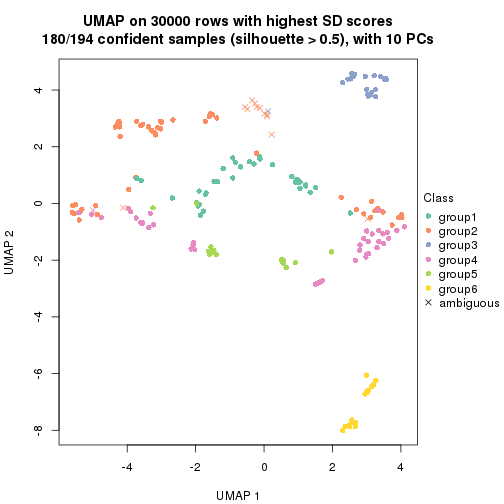 UMAP on 30000 rows with highest SD scores
180/194 confident samples (silhouette > 0.5), with 10 PCs
UMAP 2
4
2
0
-2
-4
-6
-8
-4
-2
0
2
4
UMAP 1
Class
group1
group2
group3
group4
group5
group6
ambiguous